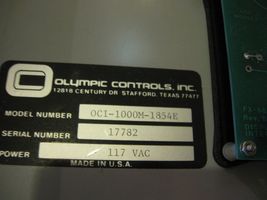 OLYMPIC CONTROLS, INC.
12818 CENTURY DR. STAFFORD, TEXAS 77477
MODEL NUMBER OCI-1000M-1854E
SERIAL NUMBER 17782
POWER 117 VAC
MADE IN U.S.A.